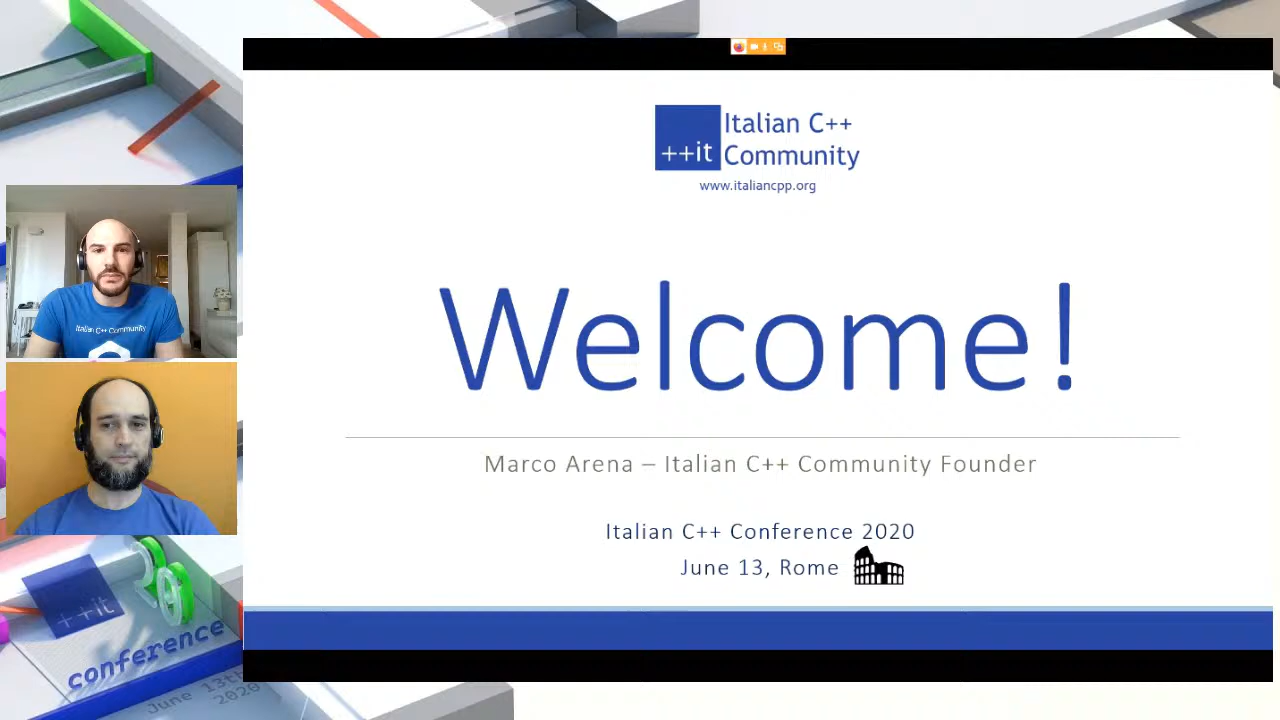 ++it
Italian C++
Community
www.italiancpp.org
Welcome!
Marco Arena – Italian C++ Community Founder
Italian C++ Conference 2020
June 13, Rome
Italian C++ Community
++it
20
conference
June 13th
2020